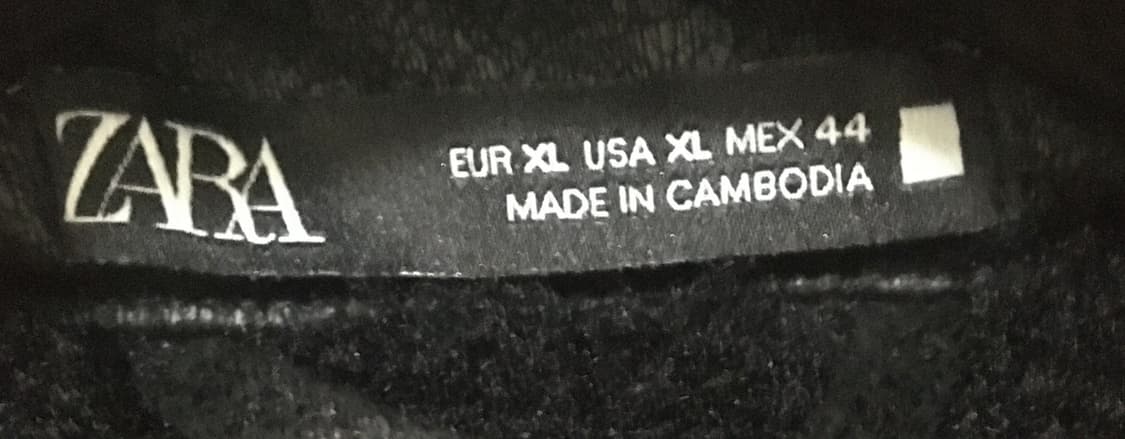 ZARA
EUR XL USA XL MEX 44
MADE IN CAMBODIA